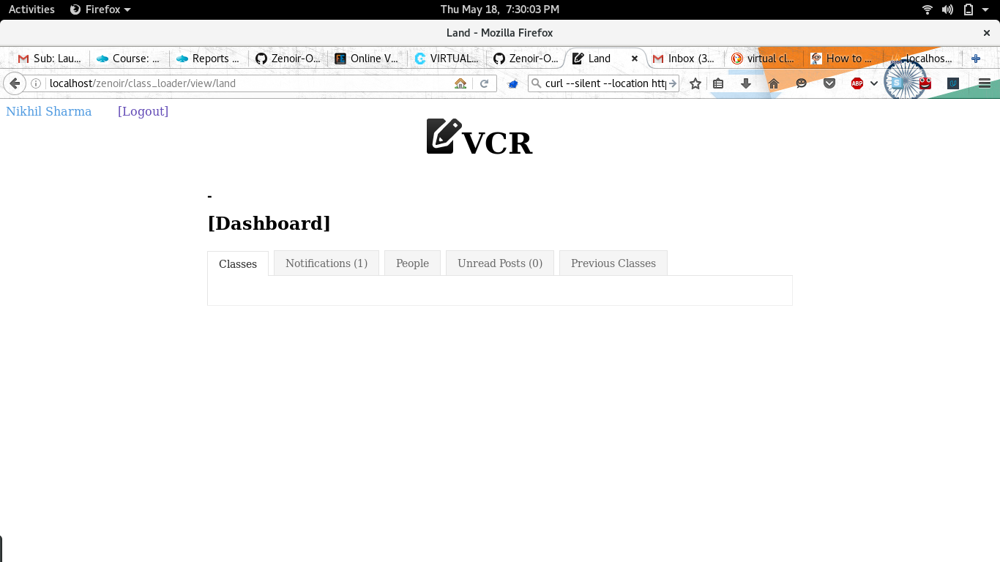 Activities Firefox Thu May 18, 7:30:03 PM
Land - Mozilla Firefox
Sub: Lau... Course: ... Reports ... Zenoir-O... Online V... VIRTUAL... Zenoir-O... Land Inbox (3... virtual cl... How to ... localhos...
localhost/zenoir/class_loader/view/land curl --silent --location http ABP
Nikhil Sharma [Logout]
VCR
-
[Dashboard]
Classes Notifications (1) People Unread Posts (0) Previous Classes